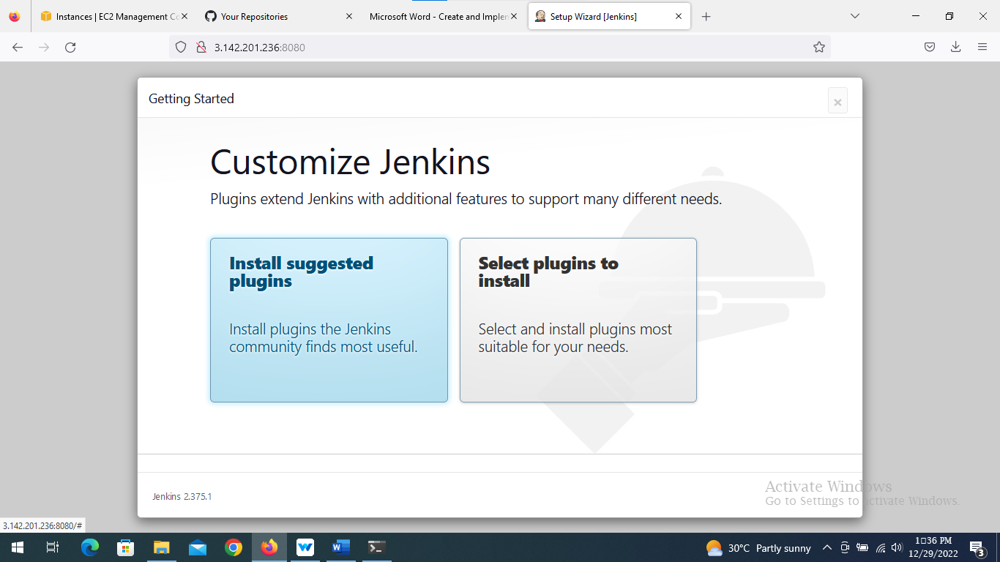 Instances | EC2 Management Co
Your Repositories
Microsoft Word - Create and Implem
Setup Wizard [Jenkins]
3.142.201.236:8080
Getting Started
×
Customize Jenkins
Plugins extend Jenkins with additional features to support many different needs.
Install suggested
plugins
Install plugins the Jenkins
community finds most useful.
Select plugins to
install
Select and install plugins most
suitable for your needs.
Jenkins 2.375.1
Activate Windows
Go to Settings to activate Windows.
3.142.201.236:8080/#
30°C Partly sunny
1:36 PM
12/29/2022
3